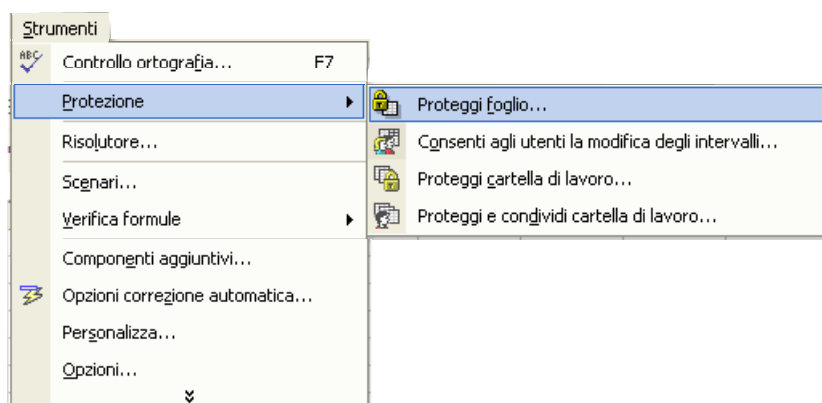 Strumenti
ABC
Controllo ortografia... F7
Protezione
Proteggi foglio...
Consenti agli utenti la modifica degli intervalli...
Proteggi cartella di lavoro...
Proteggi e condividi cartella di lavoro...
Risolutore...
Scenari...
Verifica formule
Componenti aggiuntivi...
Opzioni correzione automatica...
Personalizza...
Opzioni...